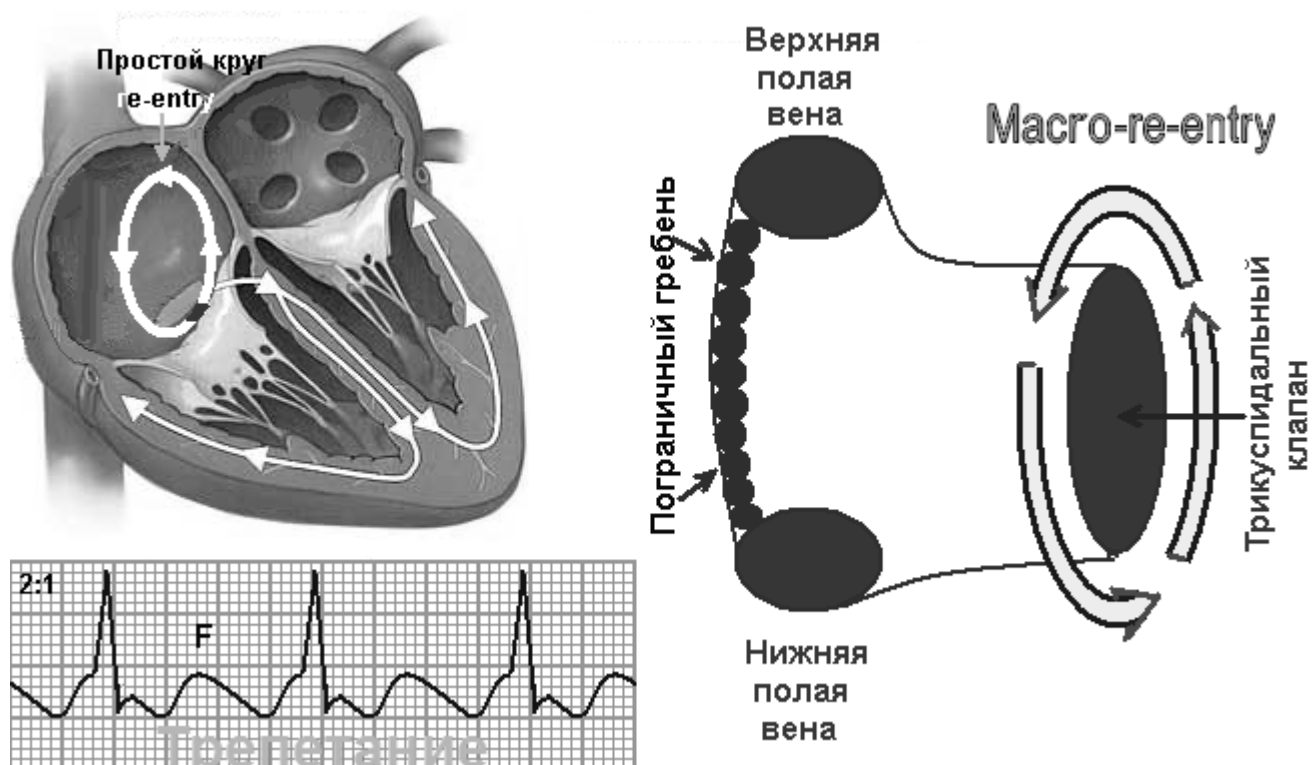 Простой круг
re-entry
2:1
F
Трепетание
Верхняя
полая
вена
Macro-re-entry
Пограничный гребень
Трикуспидальный
клапан
Нижняя
полая
вена